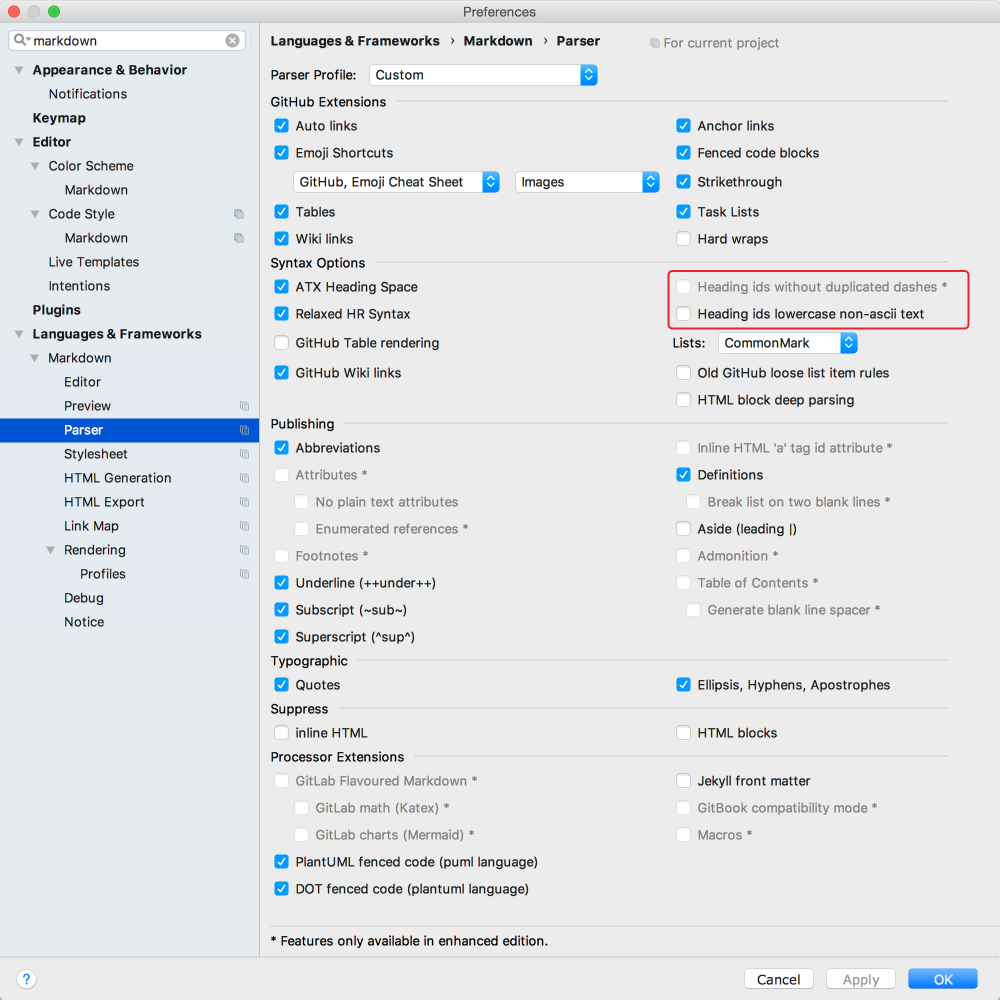 Preferences
markdown
Appearance & Behavior
Notifications
Keymap
Editor
Color Scheme
Markdown
Code Style
Markdown
Live Templates
Intentions
Plugins
Languages & Frameworks
Markdown
Editor
Preview
Parser
Stylesheet
HTML Generation
HTML Export
Link Map
Rendering
Profiles
Debug
Notice
Languages & Frameworks › Markdown › Parser For current project
Parser Profile: Custom
GitHub Extensions
Auto links Anchor links
Emoji Shortcuts Fenced code blocks
GitHub, Emoji Cheat Sheet Images Strikethrough
Tables Task Lists
Wiki links Hard wraps
Syntax Options
ATX Heading Space Heading ids without duplicated dashes *
Relaxed HR Syntax Heading ids lowercase non-ascii text
GitHub Table rendering Lists: CommonMark
GitHub Wiki links Old GitHub loose list item rules
HTML block deep parsing
Publishing
Abbreviations Inline HTML 'a' tag id attribute *
Attributes * Definitions
No plain text attributes Break list on two blank lines *
Enumerated references * Aside (leading |)
Footnotes * Admonition *
Underline (++under++) Table of Contents *
Subscript (~sub~) Generate blank line spacer *
Superscript (^sup^)
Typographic
Quotes Ellipsis, Hyphens, Apostrophes
Suppress
inline HTML HTML blocks
Processor Extensions
GitLab Flavoured Markdown * Jekyll front matter
GitLab math (Katex) * GitBook compatibility mode *
GitLab charts (Mermaid) * Macros *
PlantUML fenced code (puml language)
DOT fenced code (plantuml language)
* Features only available in enhanced edition.
? Cancel Apply OK